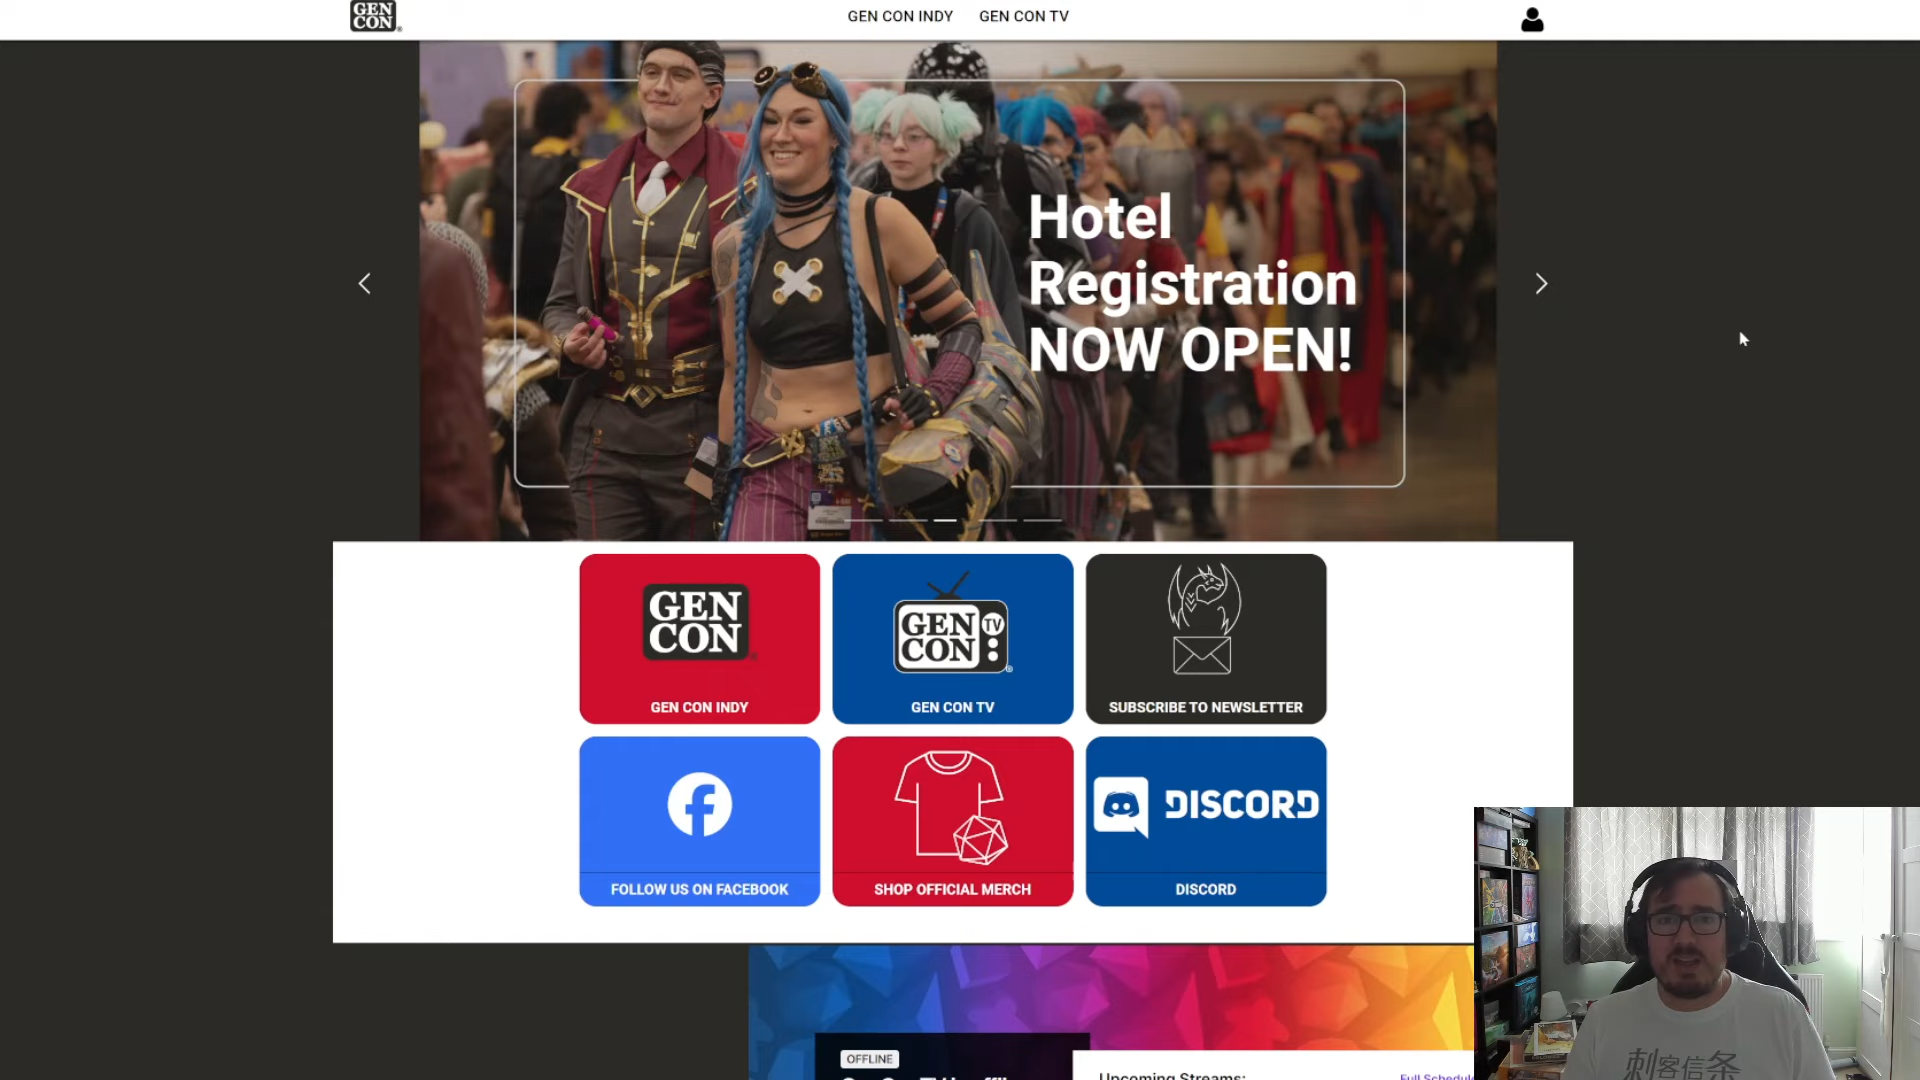 GEN
CON
GEN CON INDY
GEN CON TV
Hotel
Registration
NOW OPEN!
GEN
CON
GEN CON INDY
GEN
CON
TV
GEN CON TV
SUBSCRIBE TO NEWSLETTER
FOLLOW US ON FACEBOOK
SHOP OFFICIAL MERCH
DISCORD
DISCORD
OFFLINE
Upcoming Streams:
Full Schedule
刺客信条